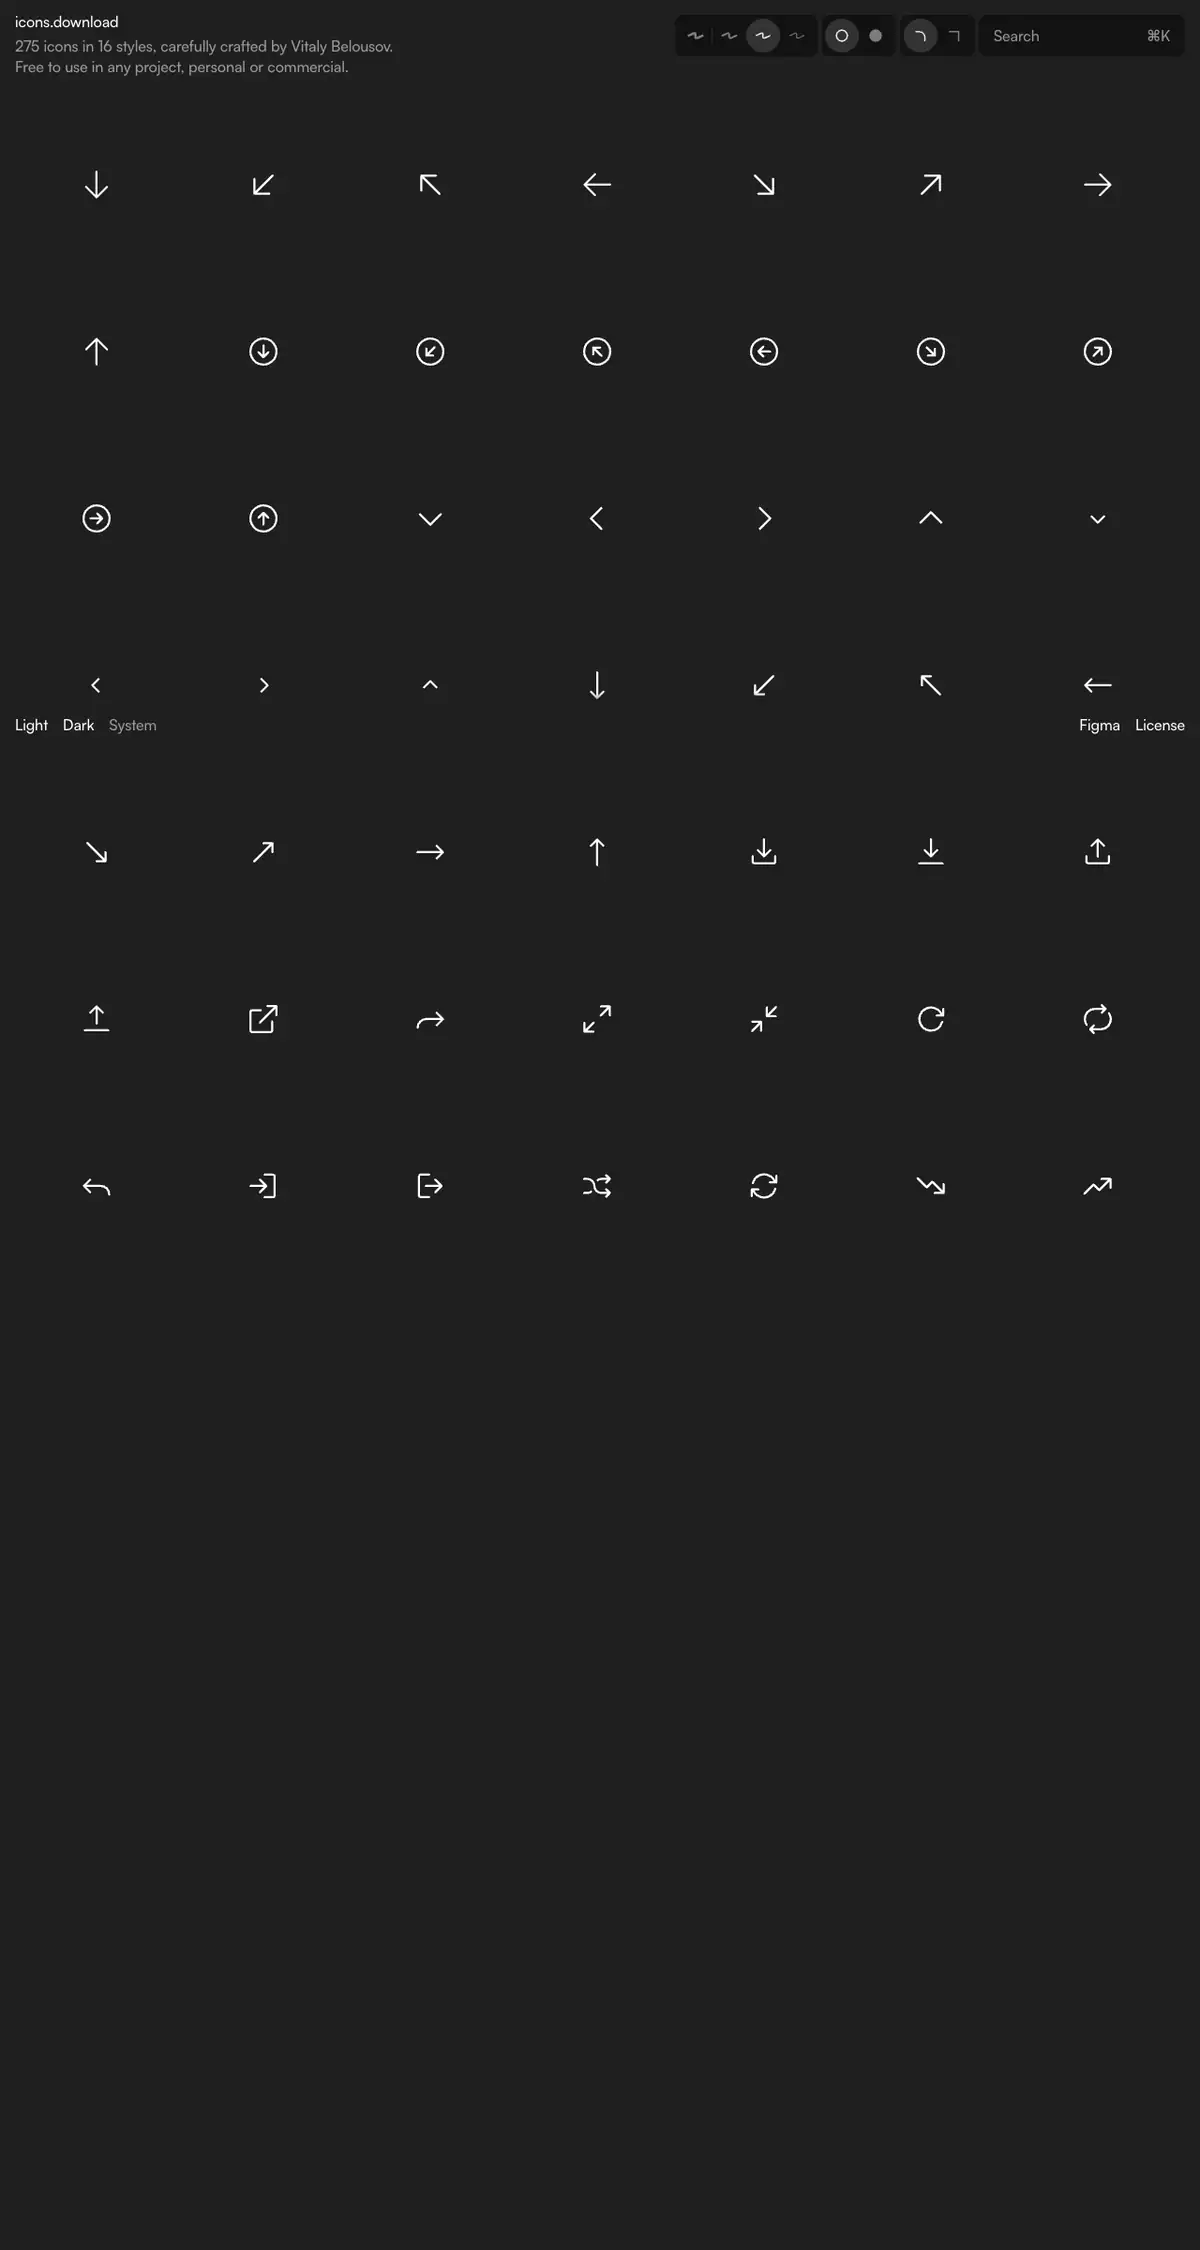 icons.download
275 icons in 16 styles, carefully crafted by Vitaly Belousov.
Free to use in any project, personal or commercial.
Search ⌘K
Light Dark System
Figma License